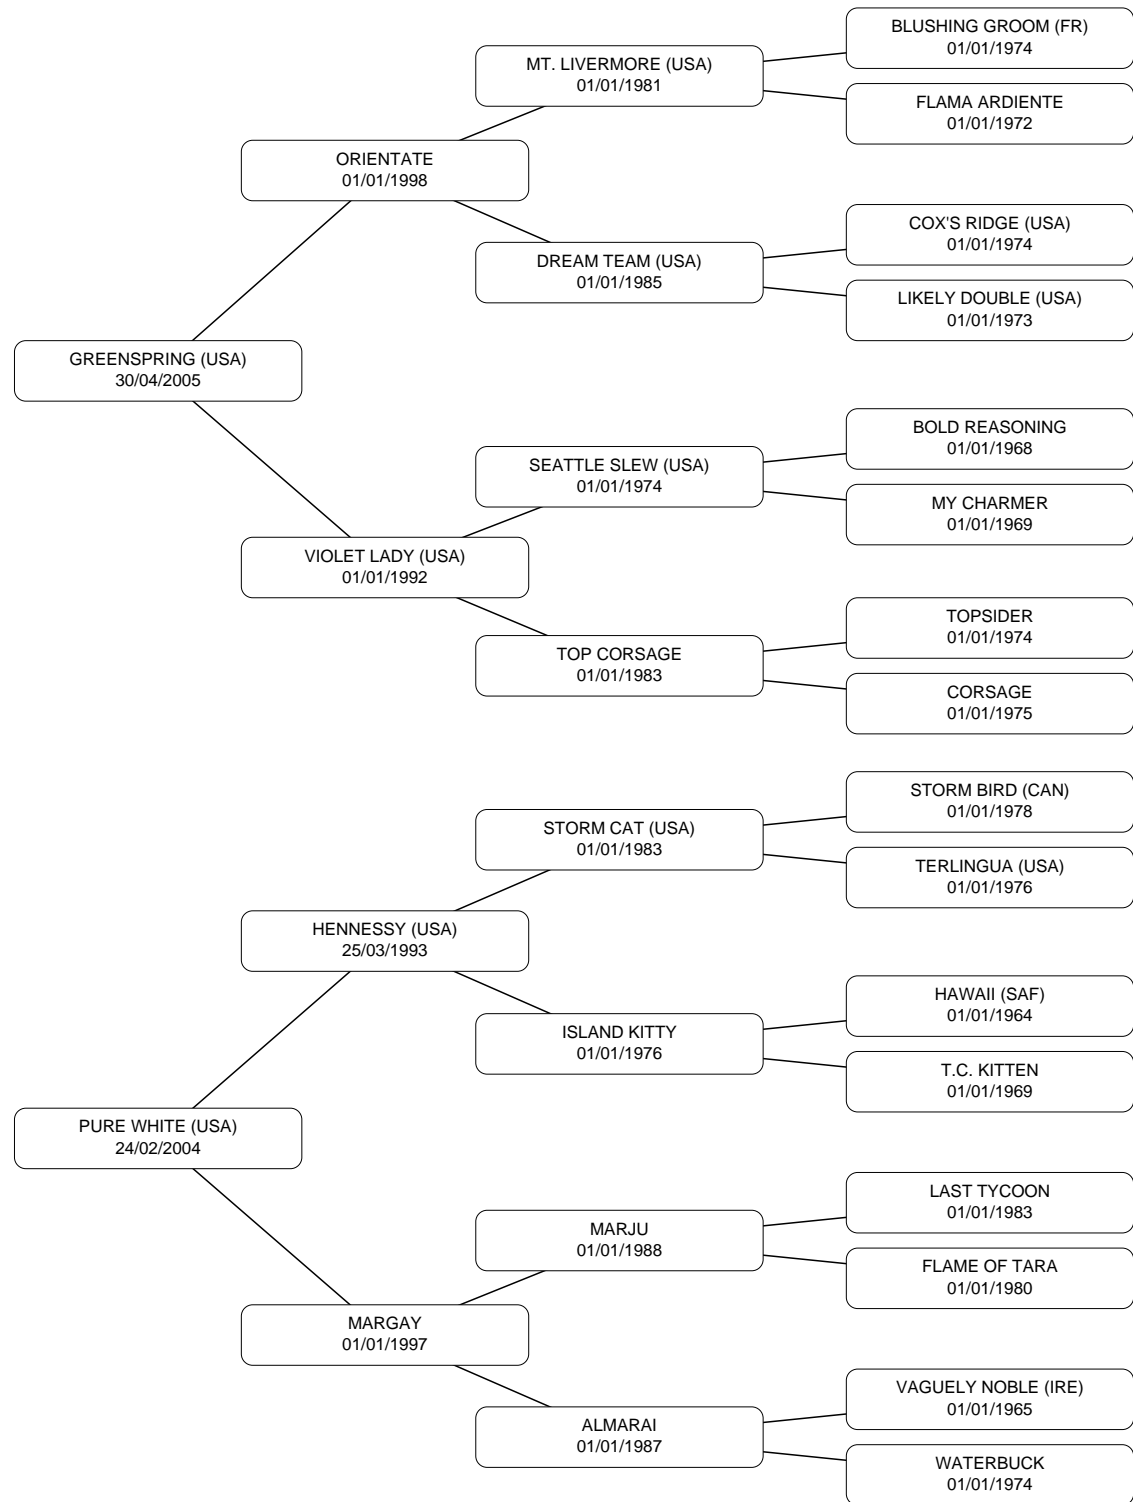 BLUSHING GROOM (FR)
01/01/1974
MT. LIVERMORE (USA)
01/01/1981
FLAMA ARDIENTE
01/01/1972
ORIENTATE
01/01/1998
COX'S RIDGE (USA)
01/01/1974
DREAM TEAM (USA)
01/01/1985
LIKELY DOUBLE (USA)
01/01/1973
GREENSPRING (USA)
30/04/2005
BOLD REASONING
01/01/1968
SEATTLE SLEW (USA)
01/01/1974
MY CHARMER
01/01/1969
VIOLET LADY (USA)
01/01/1992
TOPSIDER
01/01/1974
TOP CORSAGE
01/01/1983
CORSAGE
01/01/1975
STORM BIRD (CAN)
01/01/1978
STORM CAT (USA)
01/01/1983
TERLINGUA (USA)
01/01/1976
HENNESSY (USA)
25/03/1993
HAWAII (SAF)
01/01/1964
ISLAND KITTY
01/01/1976
T.C. KITTEN
01/01/1969
PURE WHITE (USA)
24/02/2004
LAST TYCOON
01/01/1983
MARJU
01/01/1988
FLAME OF TARA
01/01/1980
MARGAY
01/01/1997
VAGUELY NOBLE (IRE)
01/01/1965
ALMARAI
01/01/1987
WATERBUCK
01/01/1974